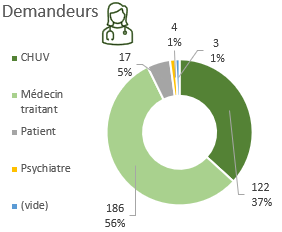 Demandeurs
CHUV
Médecin
traitant
Patient
Psychiatre
(vide)
4
1%
3
1%
17
5%
122
37%
186
56%